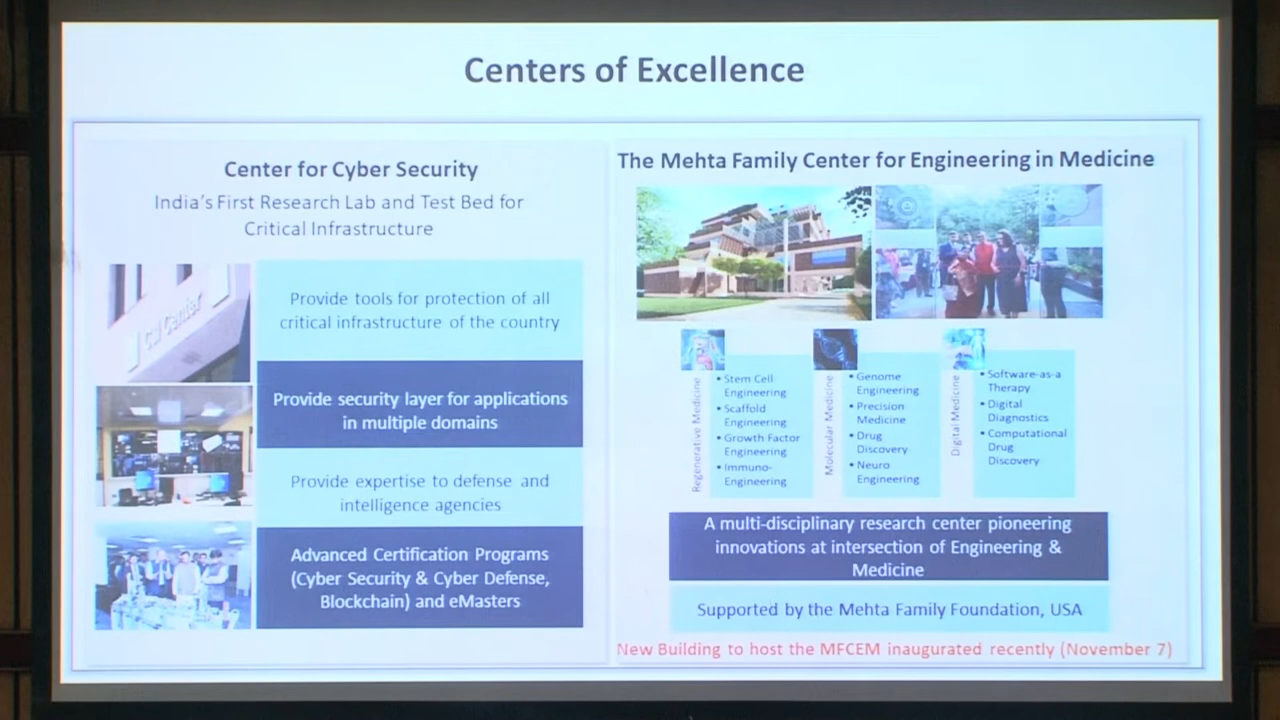 Centers of Excellence
Center for Cyber Security
India's First Research Lab and Test Bed for
Critical Infrastructure
Provide tools for protection of all
critical infrastructure of the country
Provide security layer for applications
in multiple domains
Provide expertise to defense and
intelligence agencies
Advanced Certification Programs
(Cyber Security & Cyber Defense,
Blockchain) and eMasters
C3i Center
The Mehta Family Center for Engineering in Medicine
Regenerative Medicine
• Stem Cell
Engineering
• Scaffold
Engineering
• Growth Factor
Engineering
• Immuno-
Engineering
Molecular Medicine
• Genome
Engineering
• Precision
Medicine
• Drug
Discovery
• Neuro
Engineering
Digital Medicine
• Software-as-a
Therapy
• Digital
Diagnostics
• Computational
Drug
Discovery
A multi-disciplinary research center pioneering
innovations at intersection of Engineering &
Medicine
Supported by the Mehta Family Foundation, USA
New Building to host the MFCEM inaugurated recently (November 7)